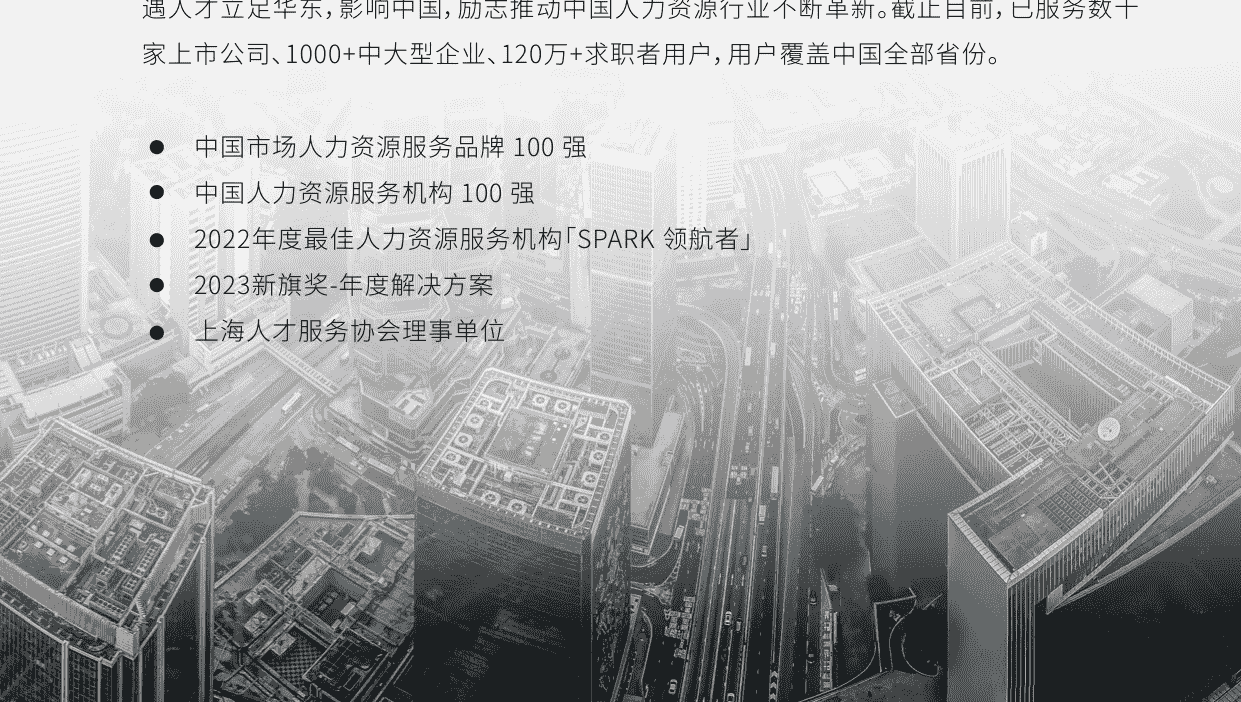 遇人才立足华东，影响中国，励志推动中国人力资源行业不断革新。截止目前，已服务数十
家上市公司、1000+中大型企业、120万+求职者用户，用户覆盖中国全部省份。
中国市场人力资源服务品牌 100 强
中国人力资源服务机构 100 强
2022年度最佳人力资源服务机构「SPARK 领航者」
2023新旗奖-年度解决方案
上海人才服务协会理事单位